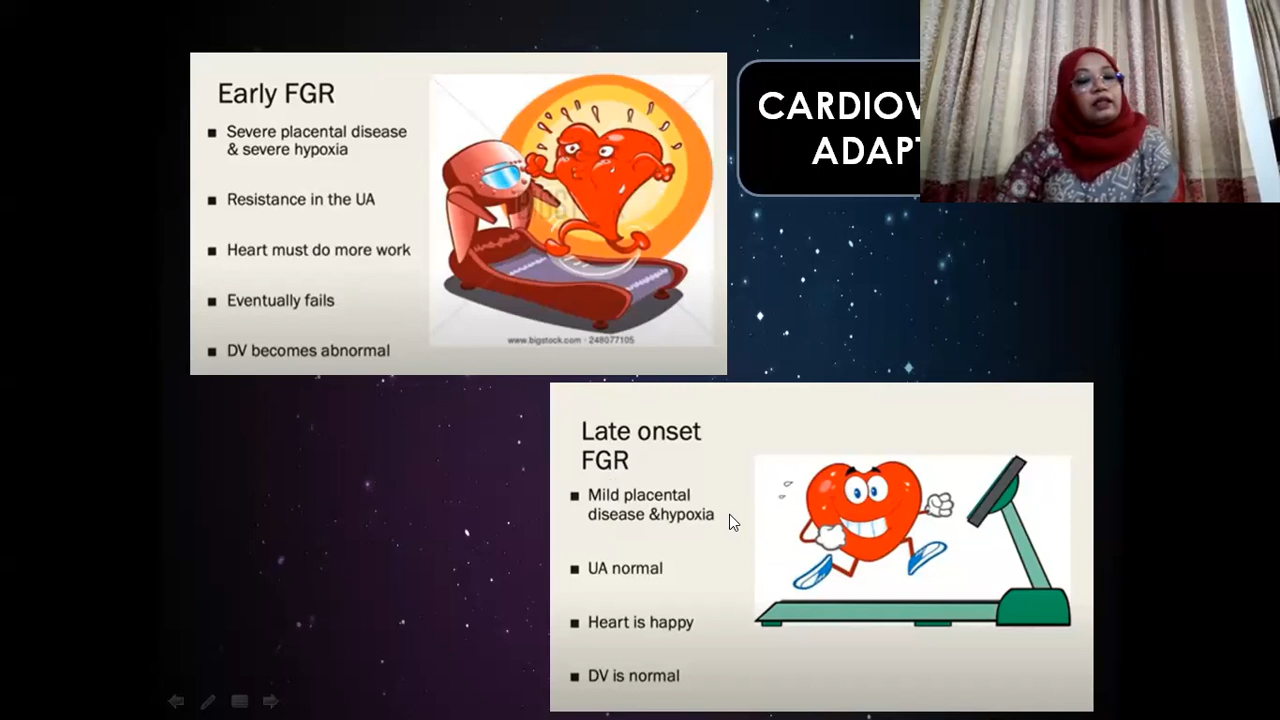 Early FGR
■ Severe placental disease
& severe hypoxia
■ Resistance in the UA
■ Heart must do more work
■ Eventually fails
■ DV becomes abnormal
www.bigstock.com · 248077105
CARDIOV
ADAPT
Late onset
FGR
■ Mild placental
disease &hypoxia
■ UA normal
■ Heart is happy
■ DV is normal